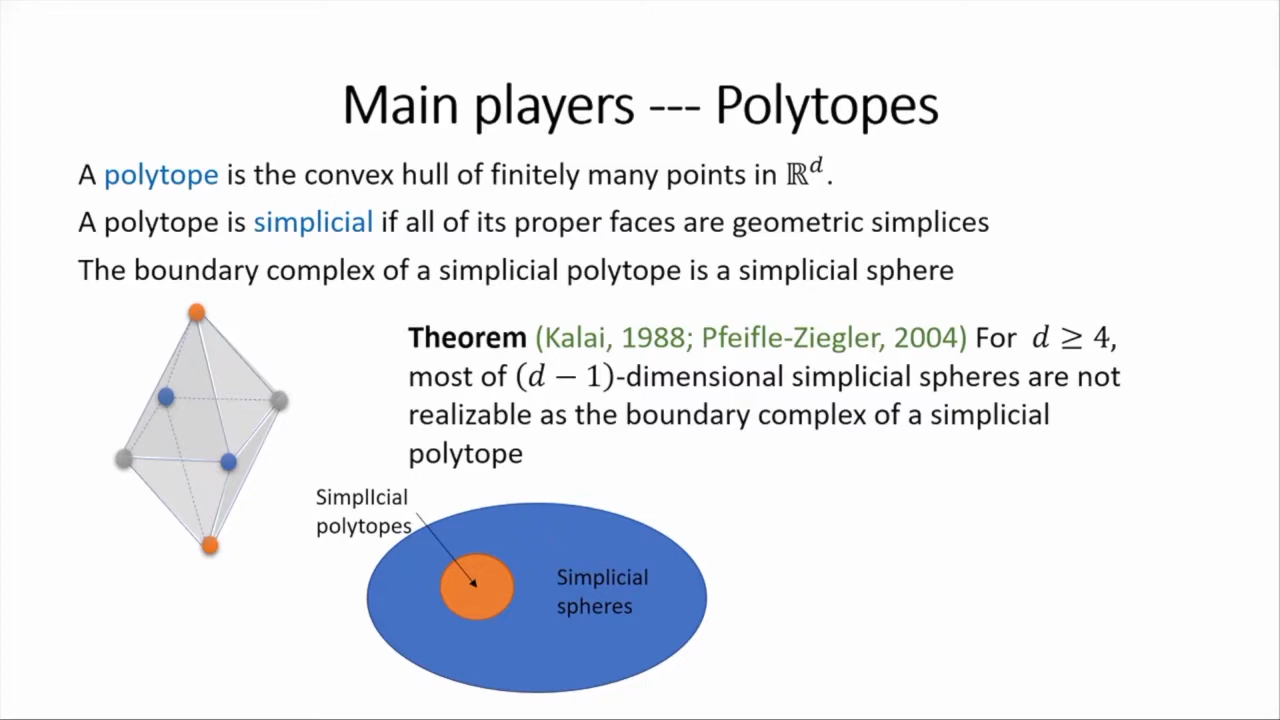 Main players --- Polytopes
A polytope is the convex hull of finitely many points in ℝᵈ.
A polytope is simplicial if all of its proper faces are geometric simplices
The boundary complex of a simplicial polytope is a simplicial sphere
Theorem (Kalai, 1988; Pfeifle-Ziegler, 2004) For 𝑑 ≥ 4,
most of (𝑑 − 1)-dimensional simplicial spheres are not
realizable as the boundary complex of a simplicial
polytope
SimplIcial
polytopes
Simplicial
spheres